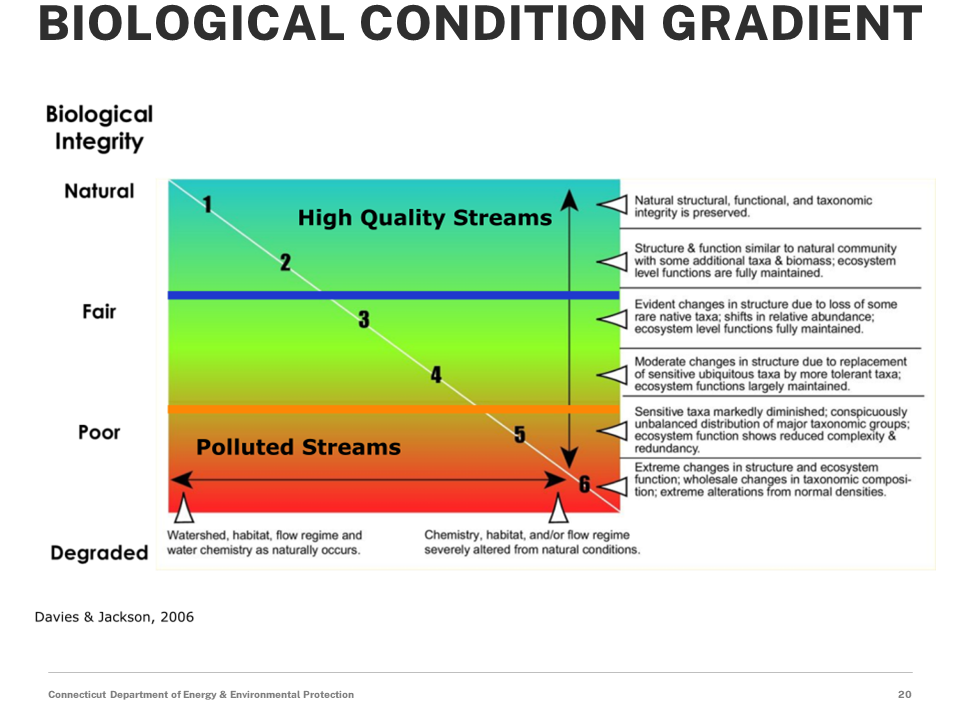 BIOLOGICAL CONDITION GRADIENT
Biological
Integrity
Natural
Fair
Poor
Degraded
1
2
3
4
5
6
High Quality Streams
Polluted Streams
Natural structural, functional, and taxonomic
integrity is preserved.
Structure & function similar to natural community
with some additional taxa & biomass; ecosystem
level functions are fully maintained.
Evident changes in structure due to loss of some
rare native taxa; shifts in relative abundance;
ecosystem level functions fully maintained.
Moderate changes in structure due to replacement
of sensitive ubiquitous taxa by more tolerant taxa;
ecosystem functions largely maintained.
Sensitive taxa markedly diminished; conspicuously
unbalanced distribution of major taxonomic groups;
ecosystem function shows reduced complexity &
redundancy.
Extreme changes in structure and ecosystem
function; wholesale changes in taxonomic composi-
tion; extreme alterations from normal densities.
Watershed, habitat, flow regime and
water chemistry as naturally occurs.
Chemistry, habitat, and/or flow regime
severely altered from natural conditions.
Davies & Jackson, 2006
Connecticut Department of Energy & Environmental Protection
20